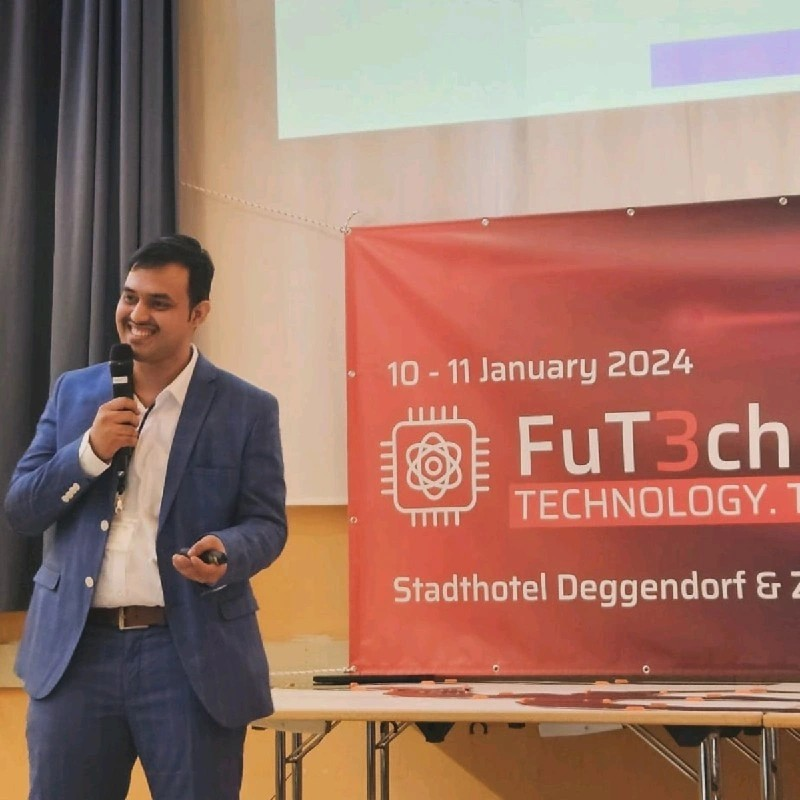 10 - 11 January 2024
FuT3ch
TECHNOLOGY. T
Stadthotel Deggendorf & Z